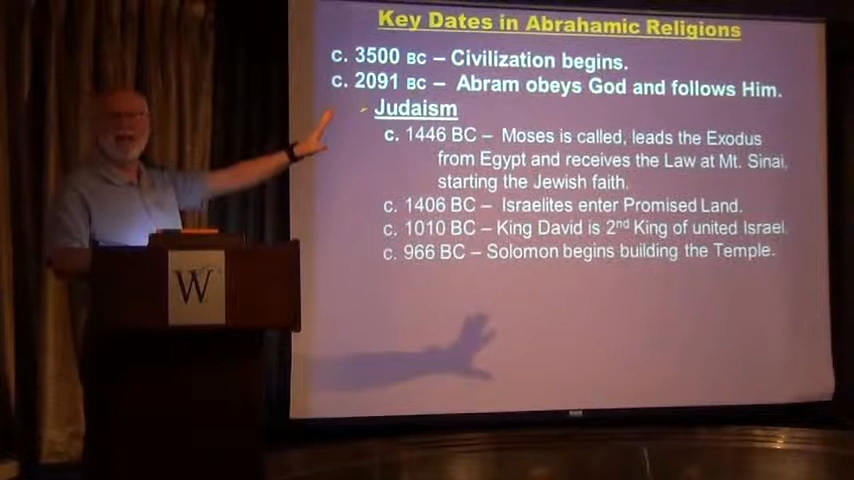 Key Dates in Abrahamic Religions
c. 3500 BC – Civilization begins.
c. 2091 BC – Abram obeys God and follows Him.
Judaism
c. 1446 BC – Moses is called, leads the Exodus
from Egypt and receives the Law at Mt. Sinai,
starting the Jewish faith.
c. 1406 BC – Israelites enter Promised Land.
c. 1010 BC – King David is 2nd King of united Israel.
c. 966 BC – Solomon begins building the Temple.
W